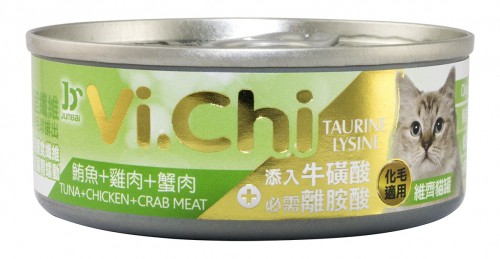 Junbai
Vi.Chi
TAURINE
LYSINE
鮪魚+雞肉+蟹肉
TUNA+CHICKEN+CRAB MEAT
添入牛磺酸
+
必需離胺酸
化毛
適用
維齊貓罐